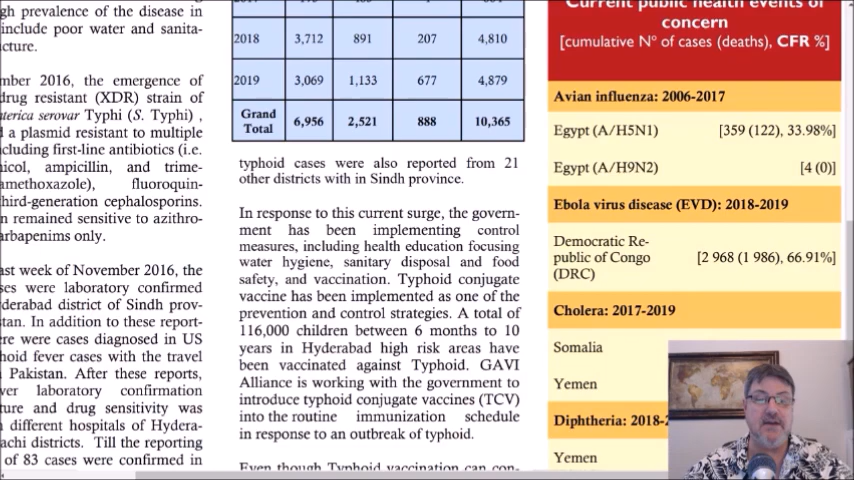 gh prevalence of the disease in
include poor water and sanita-
cture.
mber 2016, the emergence of
drug resistant (XDR) strain of
terica serovar Typhi (S. Typhi) ,
d a plasmid resistant to multiple
cluding first-line antibiotics (i.e.
nicol, ampicillin, and trime-
amethoxazole), fluoroquin-
hird-generation cephalosporins.
n remained sensitive to azithro-
arbapenims only.
ast week of November 2016, the
ses were laboratory confirmed
derabad district of Sindh prov-
stan. In addition to these report-
re were cases diagnosed in US
hoid fever cases with the travel
Pakistan. After these reports,
ver laboratory confirmation
ture and drug sensitivity was
n different hospitals of Hydera-
achi districts. Till the reporting
of 83 cases were confirmed in
2018 3,712 891 207 4,810
2019 3,069 1,133 677 4,879
Grand
Total 6,956 2,521 888 10,365
typhoid cases were also reported from 21
other districts with in Sindh province.
In response to this current surge, the govern-
ment has been implementing control
measures, including health education focusing
water hygiene, sanitary disposal and food
safety, and vaccination. Typhoid conjugate
vaccine has been implemented as one of the
prevention and control strategies. A total of
116,000 children between 6 months to 10
years in Hyderabad high risk areas have
been vaccinated against Typhoid. GAVI
Alliance is working with the government to
introduce typhoid conjugate vaccines (TCV)
into the routine immunization schedule
in response to an outbreak of typhoid.
Even though Typhoid vaccination can con-
Current public health events of
concern
[cumulative N° of cases (deaths), CFR %]
Avian influenza: 2006-2017
Egypt (A/H5N1) [359 (122), 33.98%]
Egypt (A/H9N2) [4 (0)]
Ebola virus disease (EVD): 2018-2019
Democratic Re-
public of Congo [2 968 (1 986), 66.91%]
(DRC)
Cholera: 2017-2019
Somalia
Yemen
Diphtheria: 2018-2
Yemen